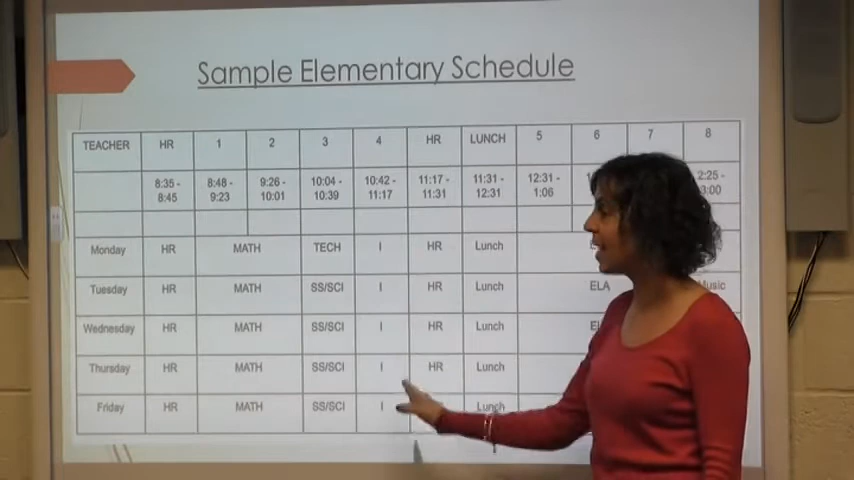 Sample Elementary Schedule
TEACHER HR 1 2 3 4 HR LUNCH 5 6 7 8
8:35 - 8:48 - 9:26 - 10:04 - 10:42 - 11:17 - 11:31 - 12:31 - 2:25 -
8:45 9:23 10:01 10:39 11:17 11:31 12:31 1:06 3:00
Monday HR MATH TECH I HR Lunch
Tuesday HR MATH SS/SCI I HR Lunch ELA Music
Wednesday HR MATH SS/SCI I HR Lunch
Thursday HR MATH SS/SCI I HR Lunch
Friday HR MATH SS/SCI I Lunch